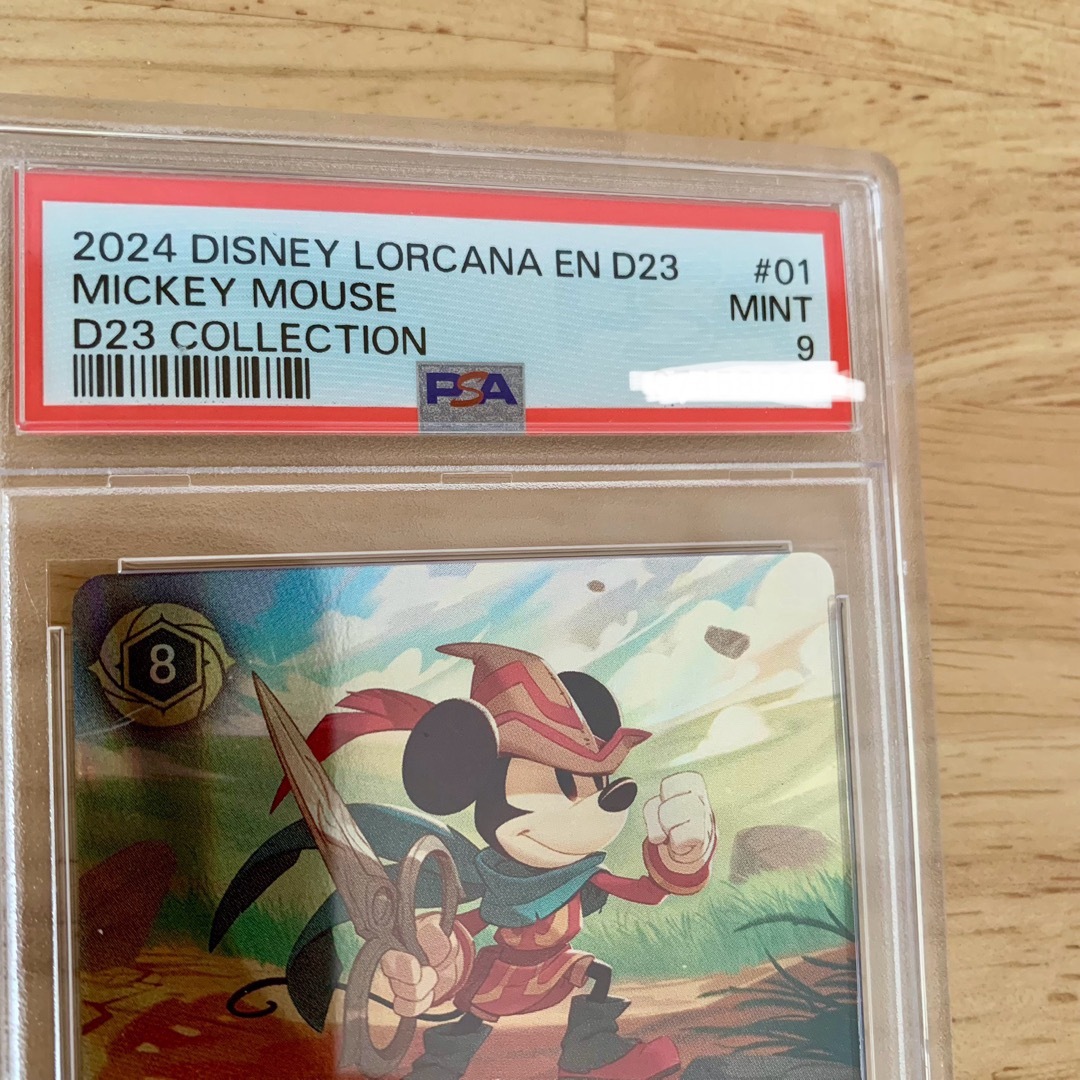 2024 DISNEY LORCANA EN D23 #01
MICKEY MOUSE MINT
D23 COLLECTION 9
PSA
8